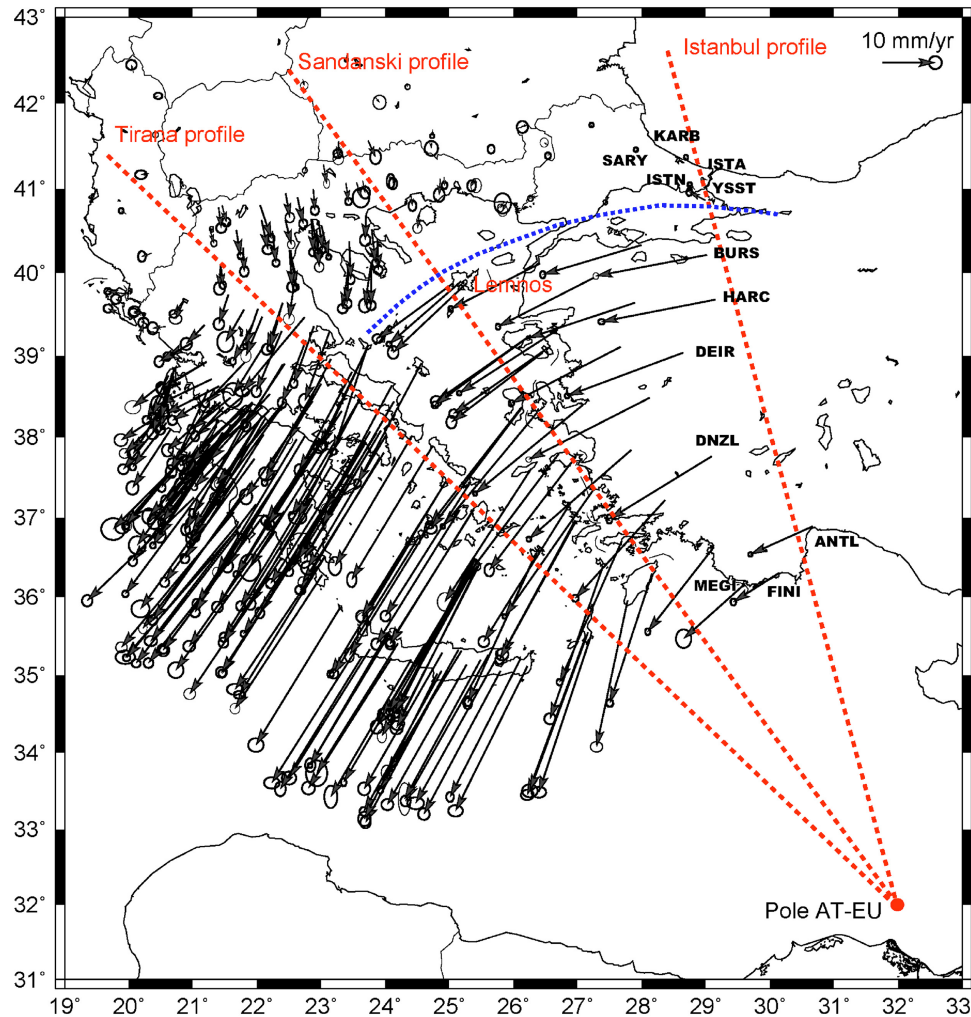 43°
42°
41°
40°
39°
38°
37°
36°
35°
34°
33°
32°
31°
Istanbul profile
10 mm/yr
Sandanski profile
Tirana profile
KARB
SARY
ISTA
ISTN
YSST
BURS
Lemnos
HARC
DEIR
DNZL
ANTL
MEGI
FINI
Pole AT-EU
19° 20° 21° 22° 23° 24° 25° 26° 27° 28° 29° 30° 31° 32° 33